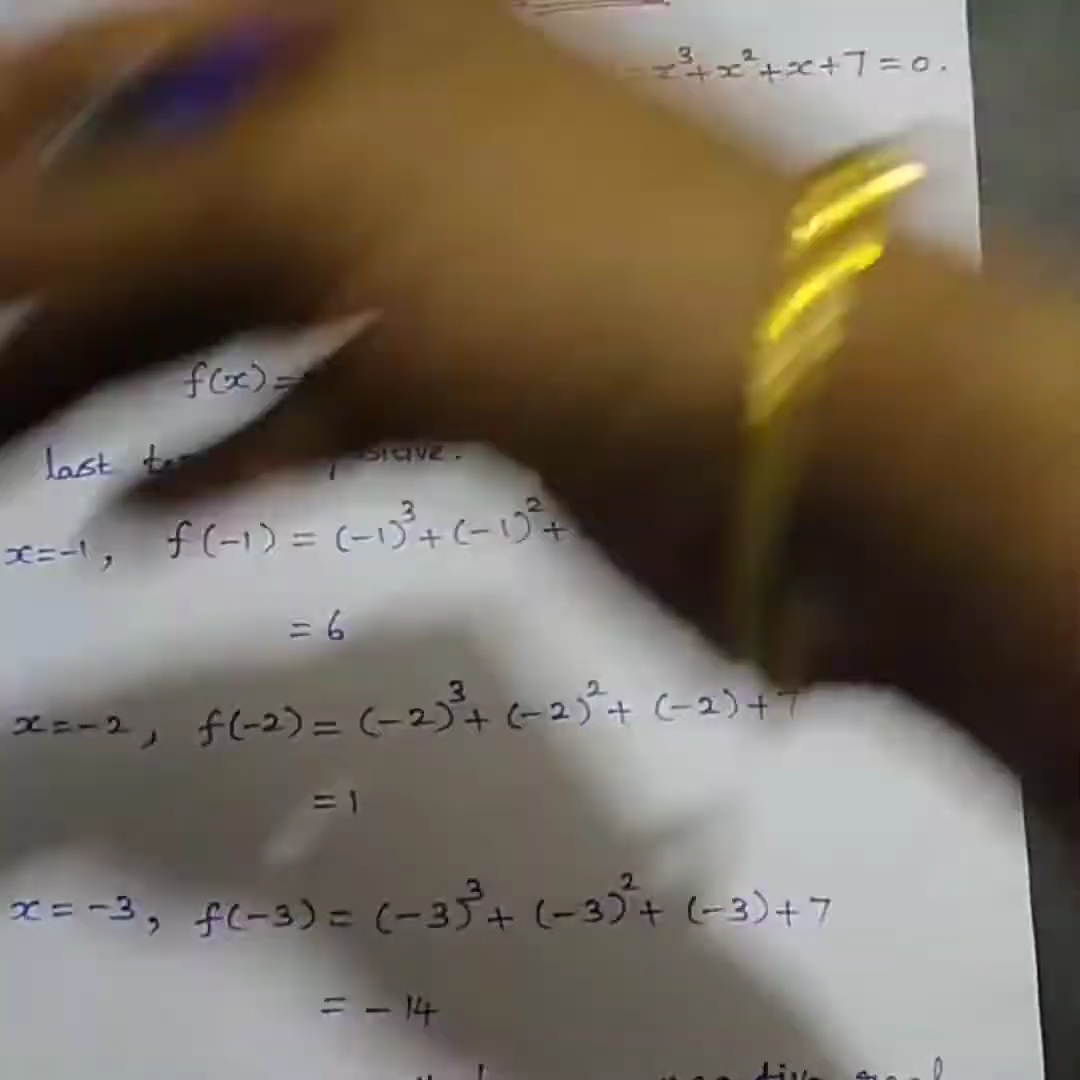 x³+x²+x+7=0.
f(x)=
last
x=-1, f(-1) = (-1)³+(-1)²+
= 6
x=-2, f(-2) = (-2)³+ (-2)²+ (-2)+7
= 1
x = -3, f(-3) = (-3)³+ (-3)²+ (-3)+7
= - 14